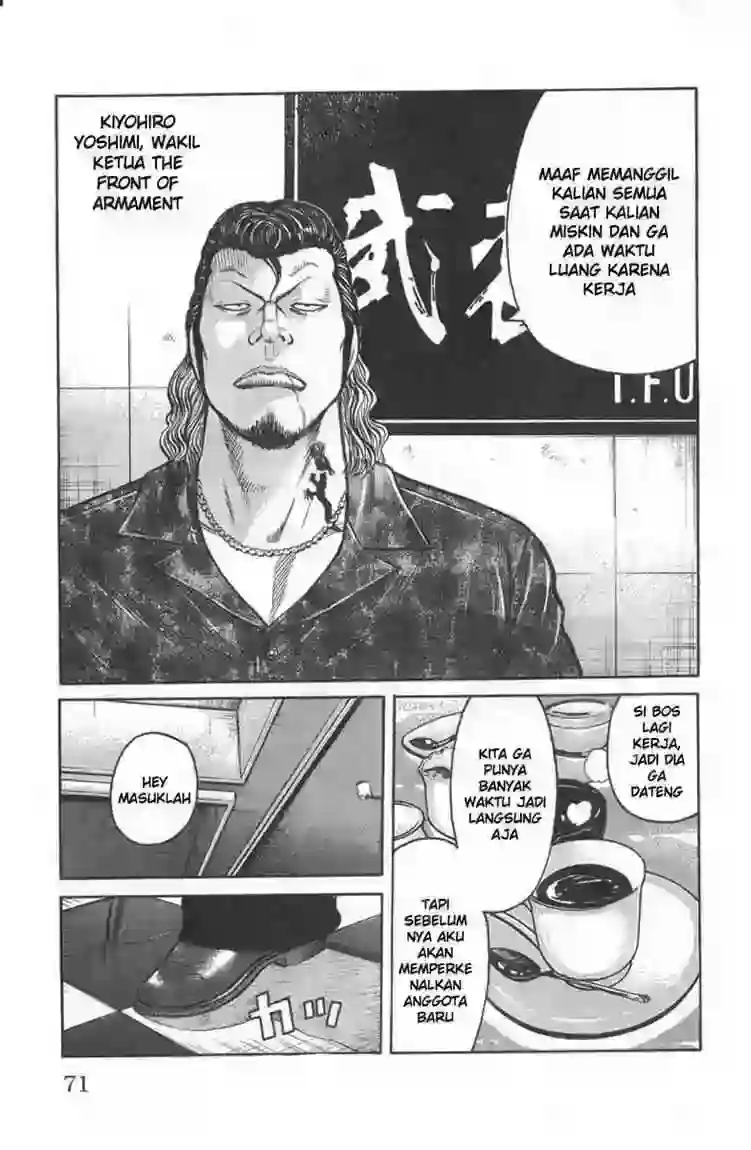 KIYOHIRO
YOSHIMI, WAKIL
KETUA THE
FRONT OF
ARMAMENT
MAAF MEMANGGIL
KALIAN SEMUA
SAAT KALIAN
MISKIN DAN GA
ADA WAKTU
LUANG KARENA
KERJA
武装
T.F.O
SI BOS
LAGI
KERJA,
JADI DIA
GA
DATENG
KITA GA
PUNYA
BANYAK
WAKTU JADI
LANGSUNG
AJA
TAPI
SEBELUM
NYA AKU
AKAN
MEMPERKE
NALKAN
ANGGOTA
BARU
HEY
MASUKLAH
カッ
71